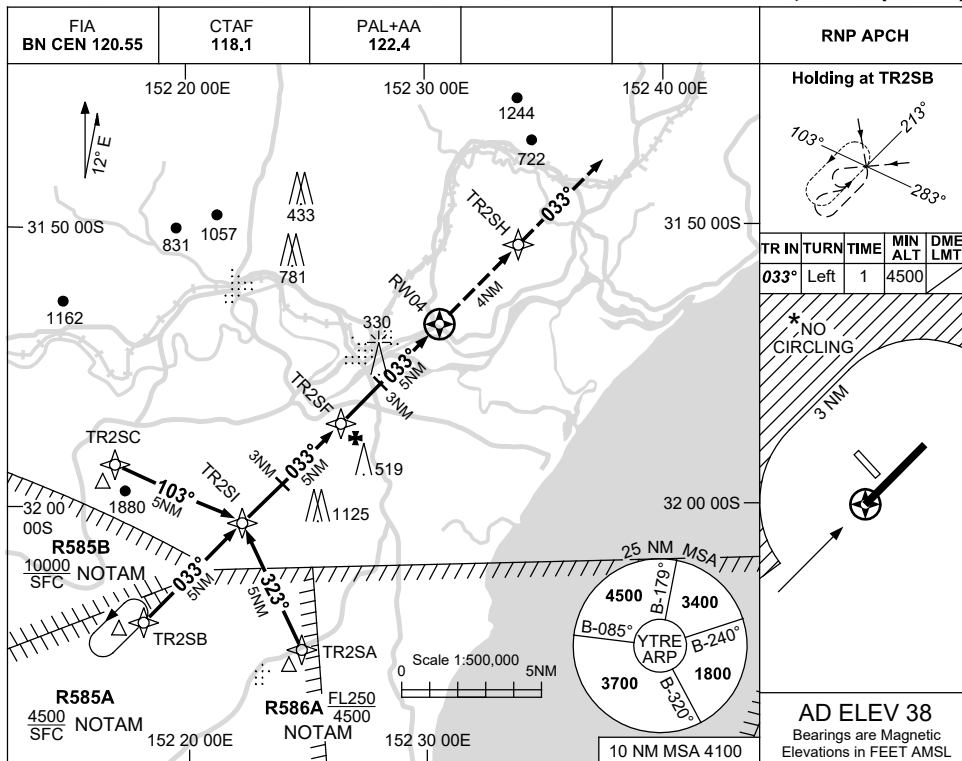 FIA
BN CEN 120.55
CTAF
118.1
PAL+AA
122.4
RNP APCH
152 20 00E
152 30 00E
152 40 00E
Holding at TR2SB
103°
213°
283°
TR IN TURN TIME MIN ALT DME LMT
033° Left 1 4500
12° E
1244
722
433
781
831
1057
1162
31 50 00S
31 50 00S
TR2SH
033°
4NM
RW04
330
033°
5NM
3NM
TR2SF
519
033°
5NM
3NM
TR2SC
103°
5NM
1880
TR2SI
1125
32 00
00S
32 00 00S
R585B
10000
SFC
NOTAM
033°
5NM
323°
5NM
TR2SB
TR2SA
R585A
4500
SFC
NOTAM
R586A
FL250
4500
NOTAM
0 Scale 1:500,000 5NM
152 20 00E
152 30 00E
25 NM MSA
4500
B-179°
3400
B-085°
YTRE
ARP
B-240°
3700
B-320°
1800
10 NM MSA 4100
*NO
CIRCLING
3 NM
AD ELEV 38
Bearings are Magnetic
Elevations in FEET AMSL